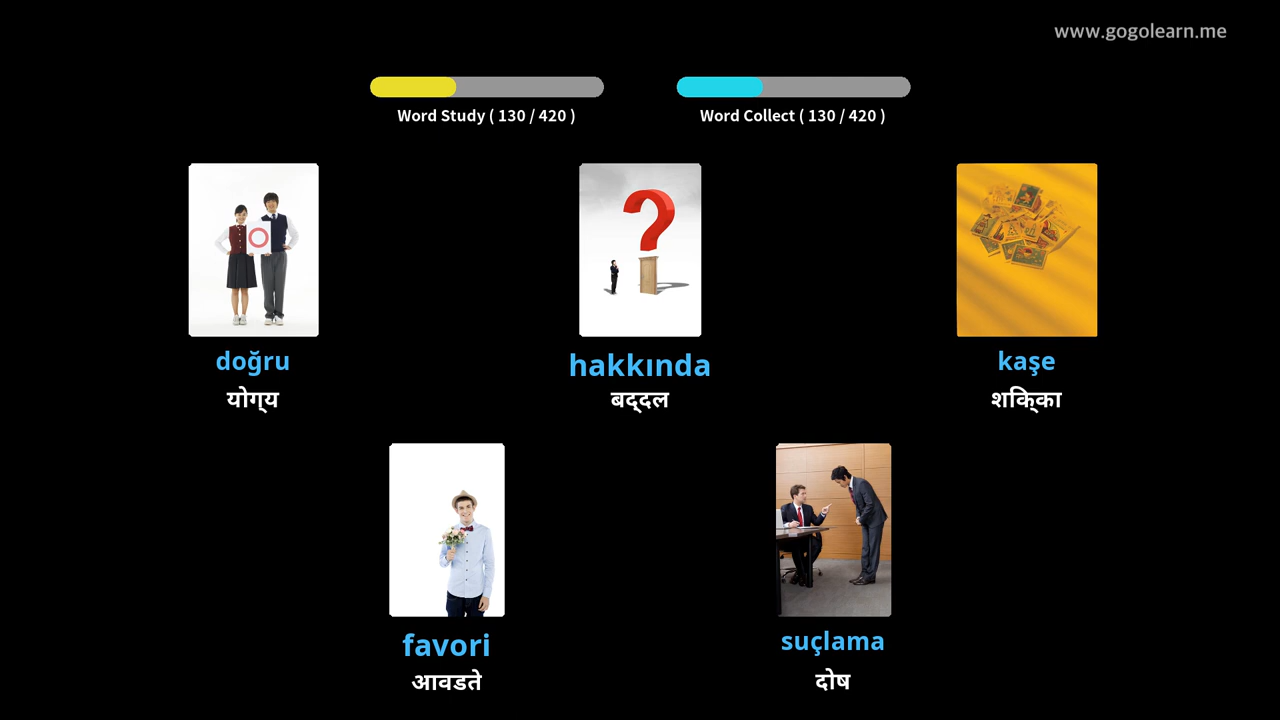 www.gogolearn.me
Word Study ( 130 / 420 )
Word Collect ( 130 / 420 )
doğru
योग्य
hakkında
बद्दल
kaşe
शिक्का
favori
आवडते
suçlama
दोष